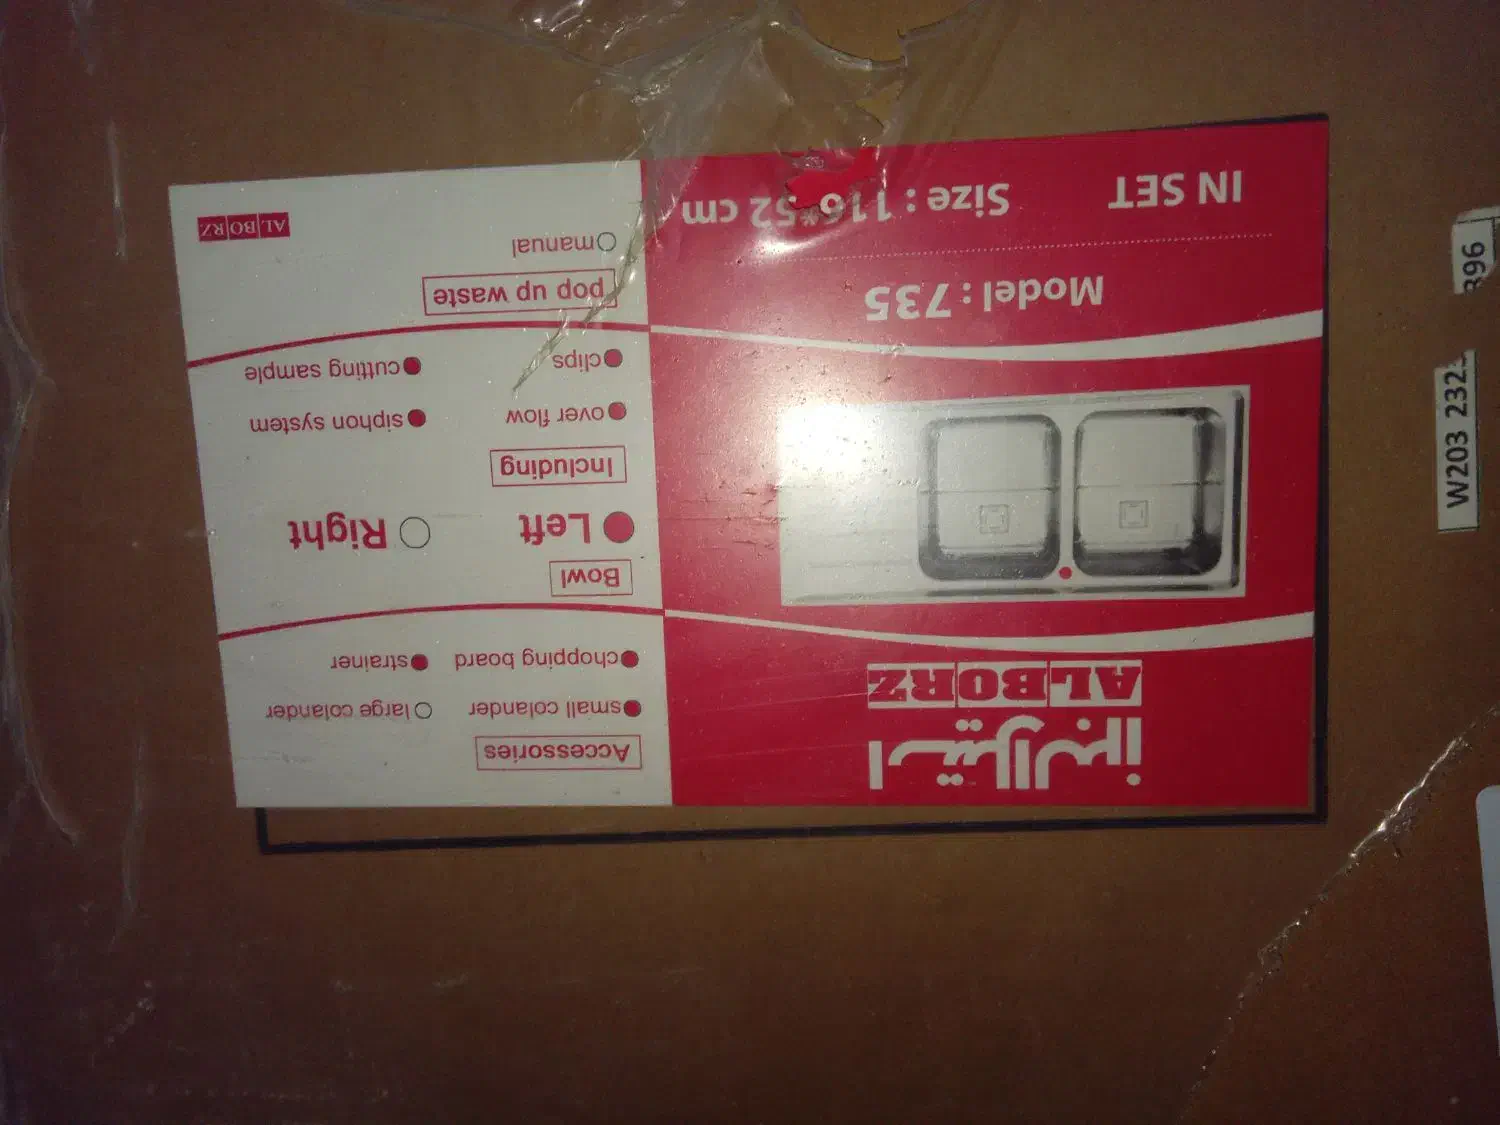 استیل البرز
ALBORZ
Model : 735
IN SET
Size : 116*52 cm
Accessories
small colander
large colander
chopping board
strainer
Bowl
Left
Right
Including
over flow
siphon system
clips
cutting sample
pop up waste
manual
ALBORZ
W203 232
396